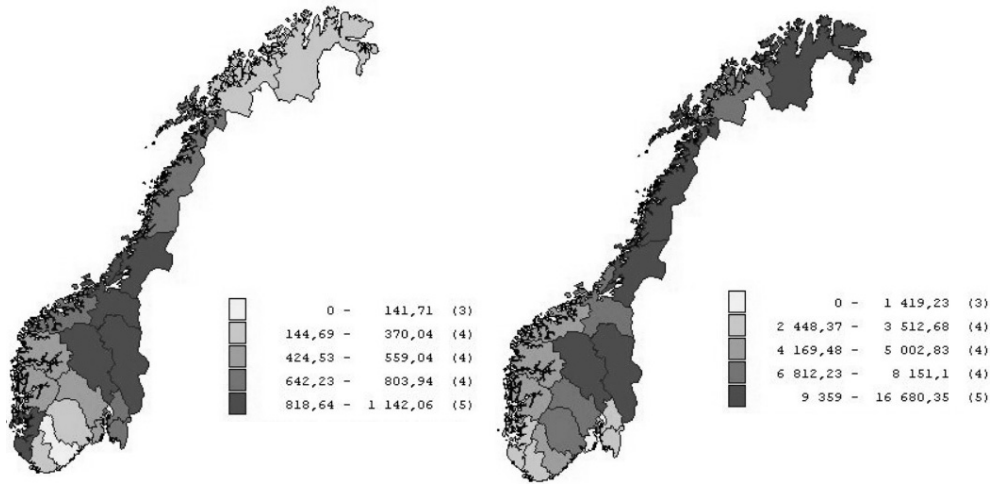 0 - 141,71 (3)
144,69 - 370,04 (4)
424,53 - 559,04 (4)
642,23 - 803,94 (4)
818,64 - 1 142,06 (5)
0 - 1 419,23 (3)
2 448,37 - 3 512,68 (4)
4 169,48 - 5 002,83 (4)
6 812,23 - 8 151,1 (4)
9 359 - 16 680,35 (5)